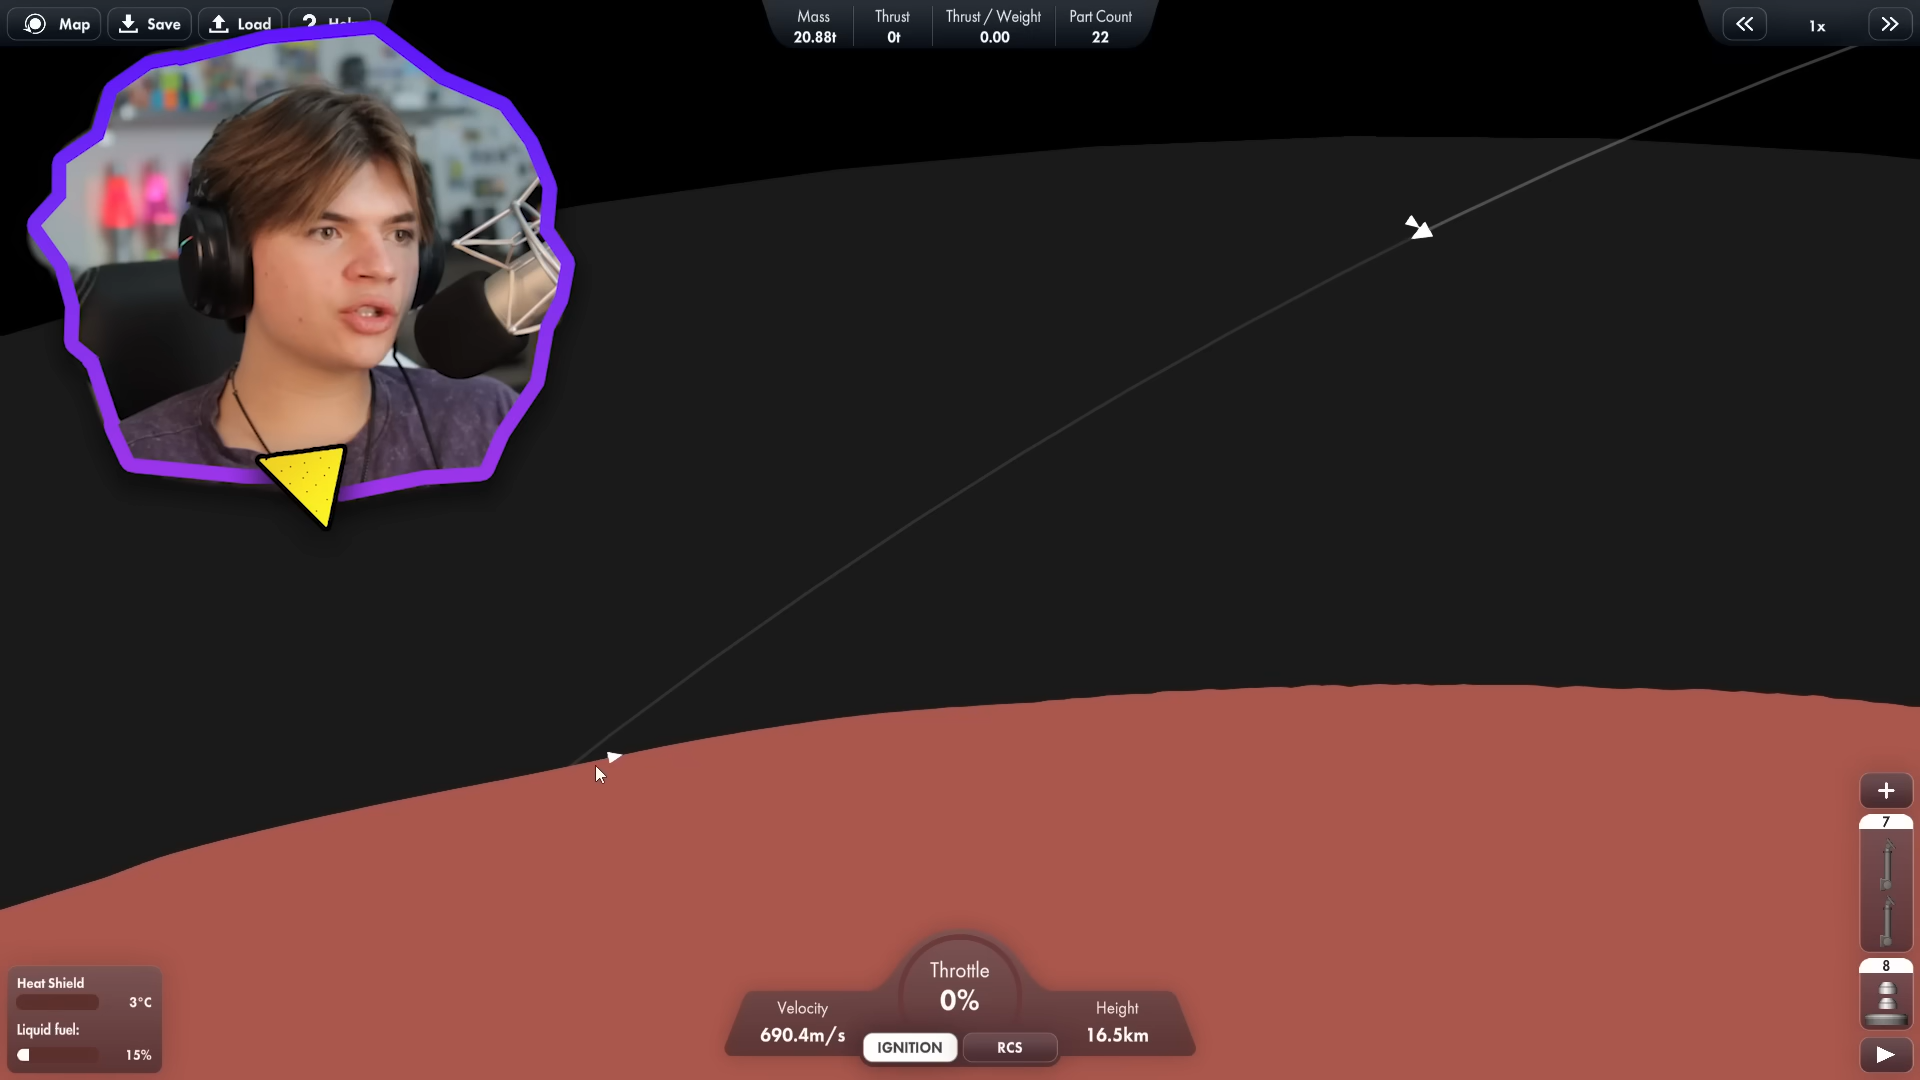 Map
Save
Load
? Help
Mass
20.88t
Thrust
0t
Thrust / Weight
0.00
Part Count
22
1x
7
8
Heat Shield
3°C
Liquid fuel:
15%
Throttle
0%
Velocity
690.4m/s
Height
16.5km
IGNITION
RCS